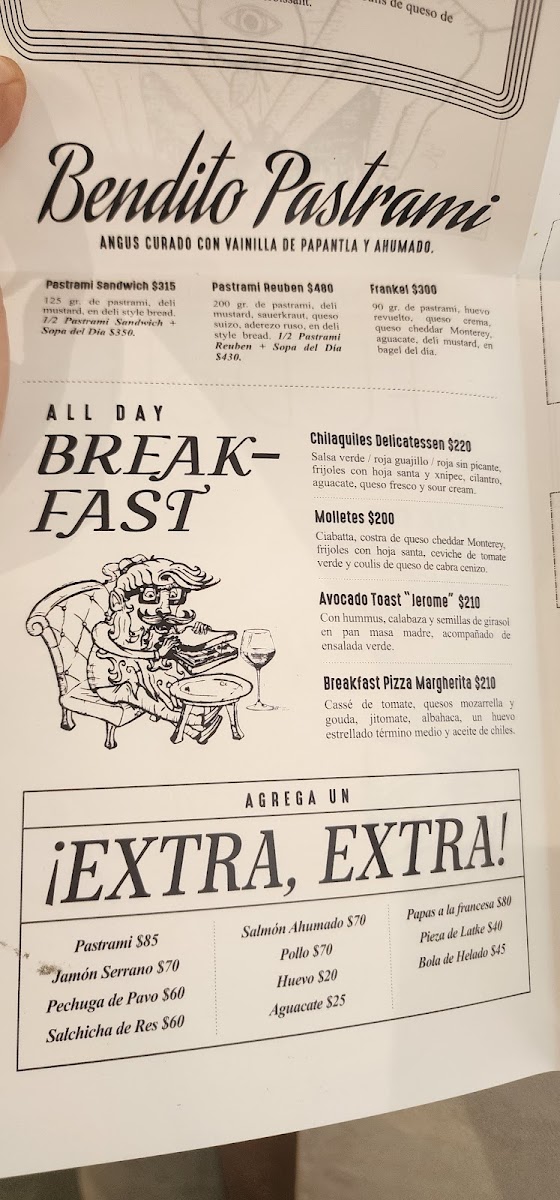 de queso de
Bendito Pastrami
ANGUS CURADO CON VAINILLA DE PAPANTLA Y AHUMADO.
Pastrami Sandwich $315
125 gr. de pastrami, deli
mustard, en deli style bread.
1/2 Pastrami Sandwich +
Sopa del Día $350.
Pastrami Reuben $400
200 gr. de pastrami, deli
mustard, sauerkraut, queso
suizo, aderezo ruso, en deli
style bread. 1/2 Pastrami
Reuben + Sopa del Día
$430.
Frankel $300
90 gr. de pastrami, huevo
revuelto, queso crema,
queso cheddar Monterey,
aguacate, deli mustard, en
bagel del día.
ALL DAY
BREAK-
FAST
Chilaquiles Delicatessen $220
Salsa verde / roja guajillo / roja sin picante,
frijoles con hoja santa y xnipec, cilantro,
aguacate, queso fresco y sour cream.
Molletes $200
Ciabatta, costra de queso cheddar Monterey,
frijoles con hoja santa, ceviche de tomate
verde y coulis de queso de cabra cenizo.
Avocado Toast "Jerome" $210
Con hummus, calabaza y semillas de girasol
en pan masa madre, acompañado de
ensalada verde.
Breakfast Pizza Margherita $210
Cassé de tomate, quesos mozarrella y
gouda, jitomate, albahaca, un huevo
estrellado término medio y aceite de chiles.
AGREGA UN
¡EXTRA, EXTRA!
Pastrami $85
Jamón Serrano $70
Pechuga de Pavo $60
Salchicha de Res $60
Salmón Ahumado $70
Pollo $70
Huevo $20
Aguacate $25
Papas a la francesa $80
Pieza de Latke $40
Bola de Helado $45